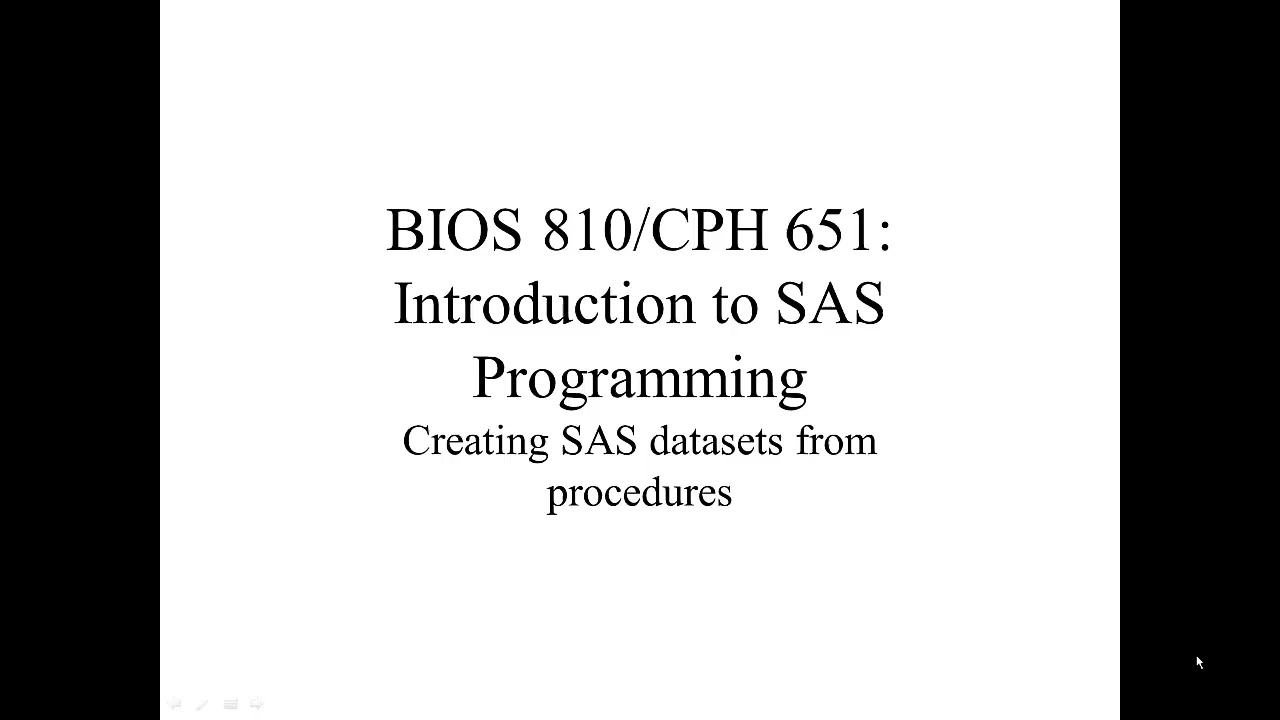 BIOS 810/CPH 651:
Introduction to SAS
Programming
Creating SAS datasets from
procedures